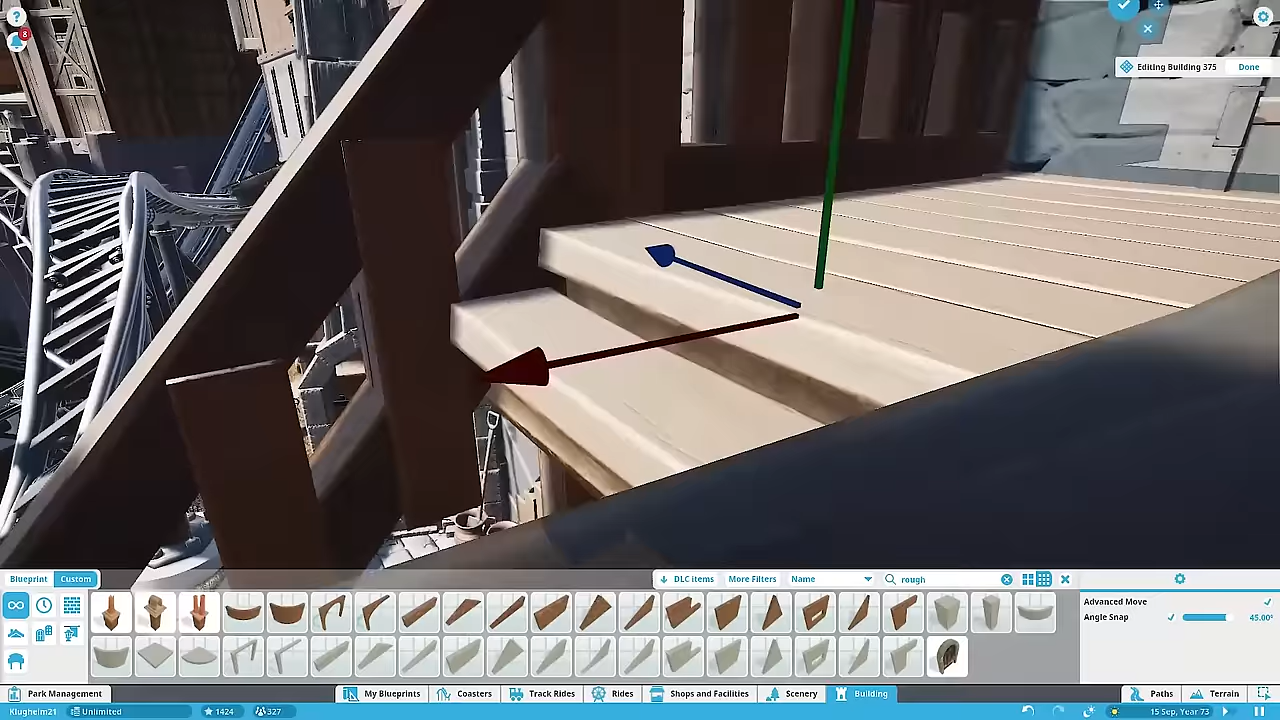 ?
8
Editing Building 375 Done
Blueprint Custom
DLC items More Filters Name rough
Advanced Move
Angle Snap 45.00°
Park Management My Blueprints Coasters Track Rides Rides Shops and Facilities Scenery Building Paths Terrain
Klugheim21 Unlimited 1424 327 15 Sep, Year 73